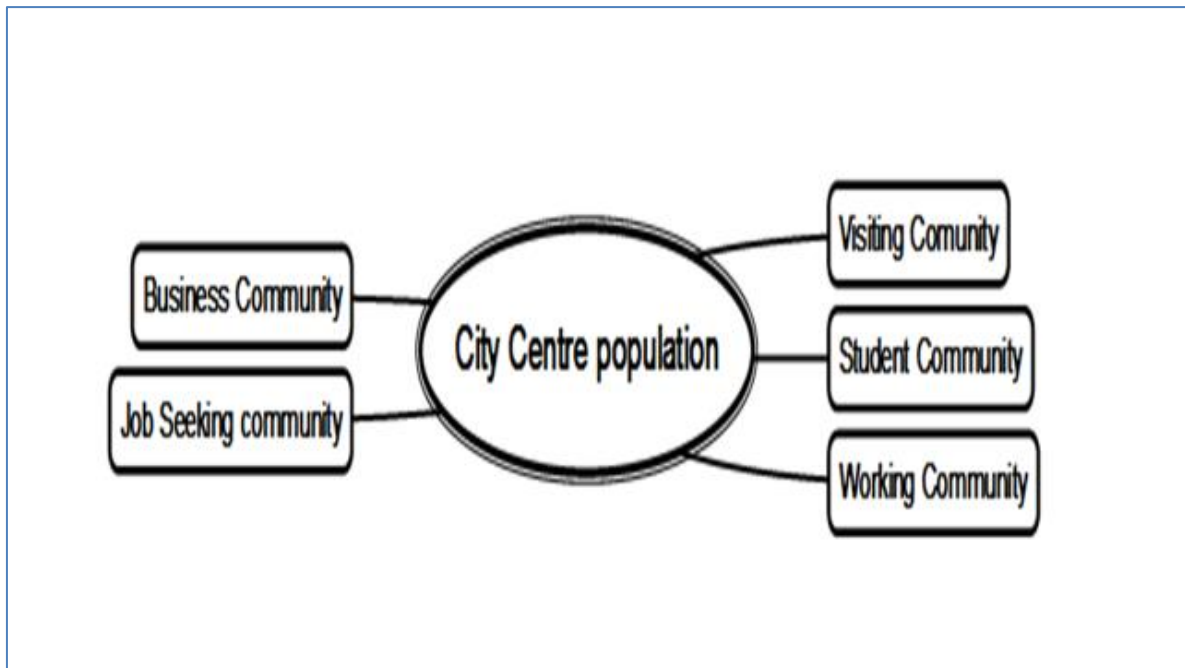 Visiting Comunity
Business Community
City Centre population
Student Community
Job Seeking community
Working Community